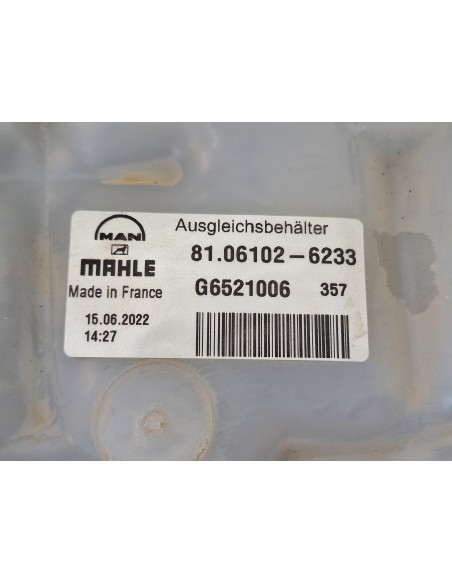 MAN
Ausgleichsbehälter
81.06102-6233
MAHLE
Made in France
G6521006 357
15.06.2022
14:27